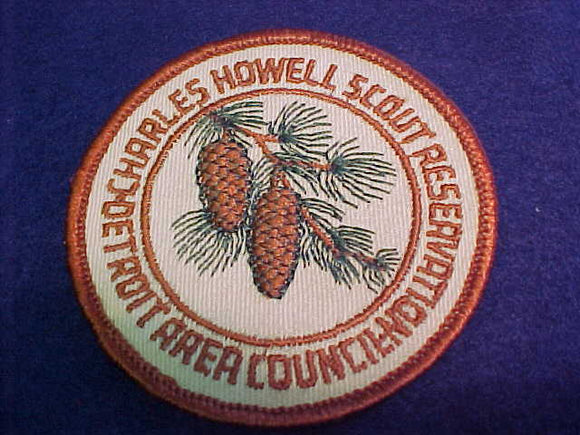 CHARLES HOWELL SCOUT RESERVATION
DETROIT AREA COUNCIL